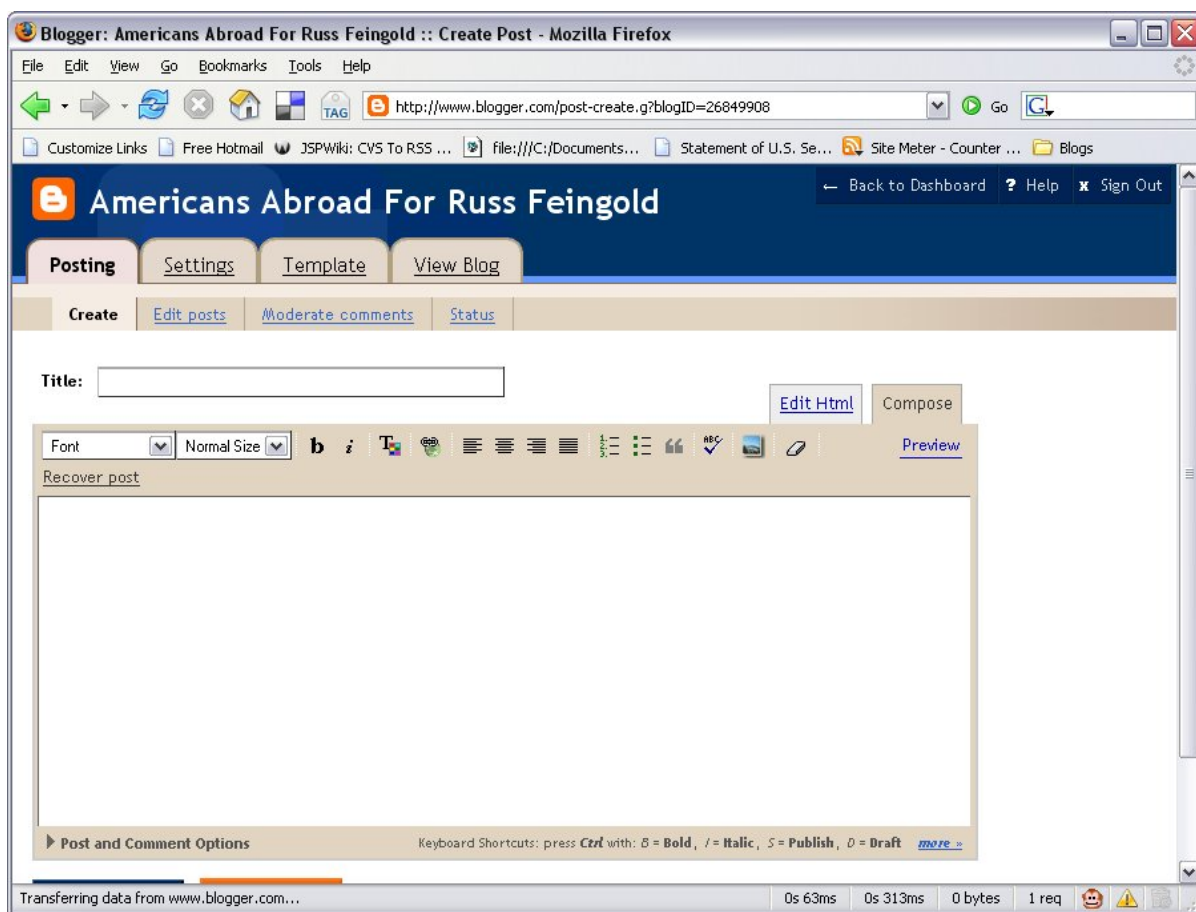 Blogger: Americans Abroad For Russ Feingold :: Create Post - Mozilla Firefox
File Edit View Go Bookmarks Tools Help
TAG http://www.blogger.com/post-create.g?blogID=26849908 Go G
Customize Links Free Hotmail JSPWiki: CVS To RSS ... file:///C:/Documents... Statement of U.S. Se... Site Meter - Counter ... Blogs
← Back to Dashboard ? Help x Sign Out
Americans Abroad For Russ Feingold
Posting Settings Template View Blog
Create Edit posts Moderate comments Status
Title:
Edit Html Compose
Font Normal Size b i T ABC Preview
Recover post
Post and Comment Options Keyboard Shortcuts: press Ctrl with: B = Bold, I = Italic, S = Publish, D = Draft more »
Transferring data from www.blogger.com... 0s 63ms 0s 313ms 0 bytes 1 req